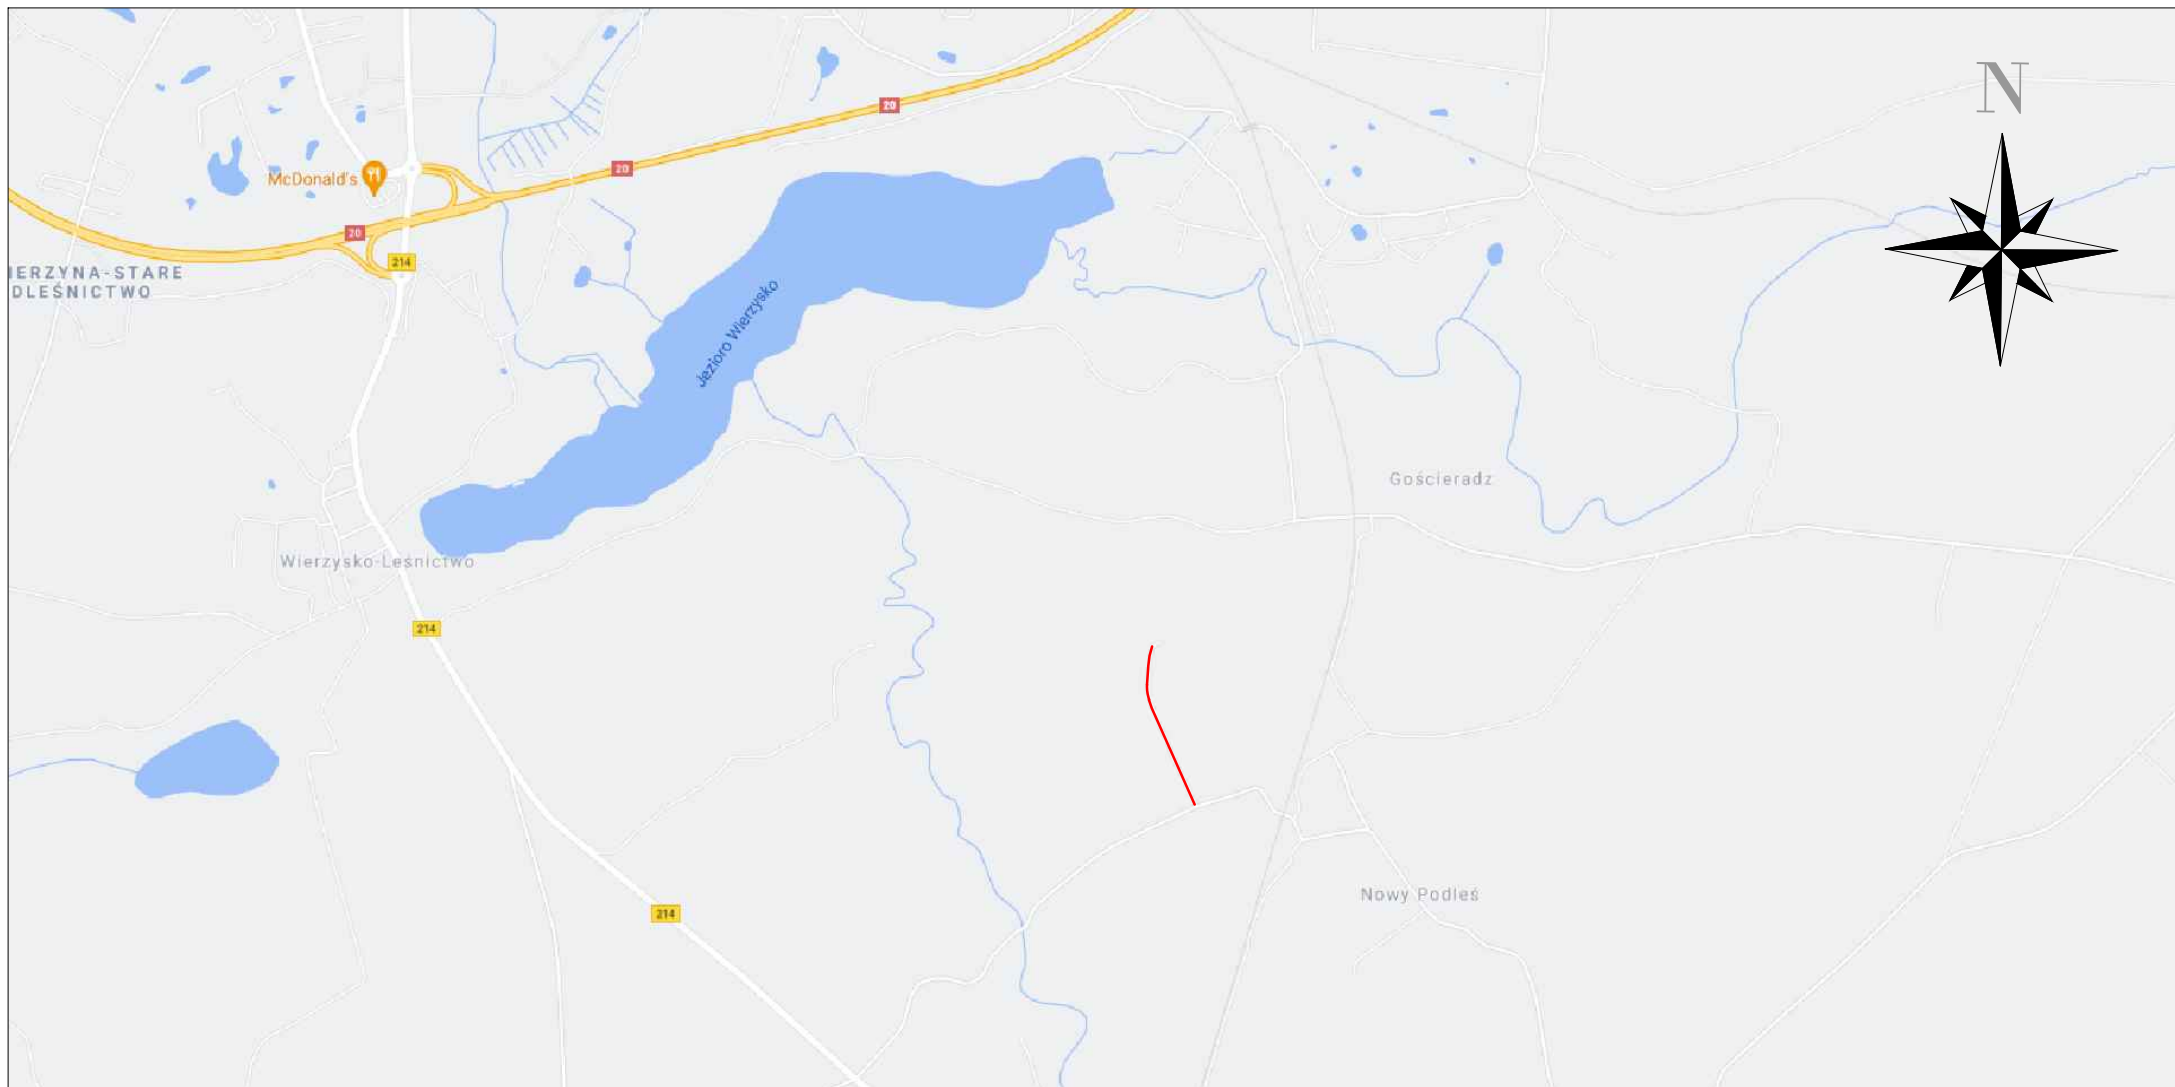 N
20
20
McDonald's
20
214
IERZYNA-STARE
DLEŚNICTWO
Jezioro Wierzysko
Gościeradz
Wierzysko-Leśnictwo
214
Nowy Podleś
214